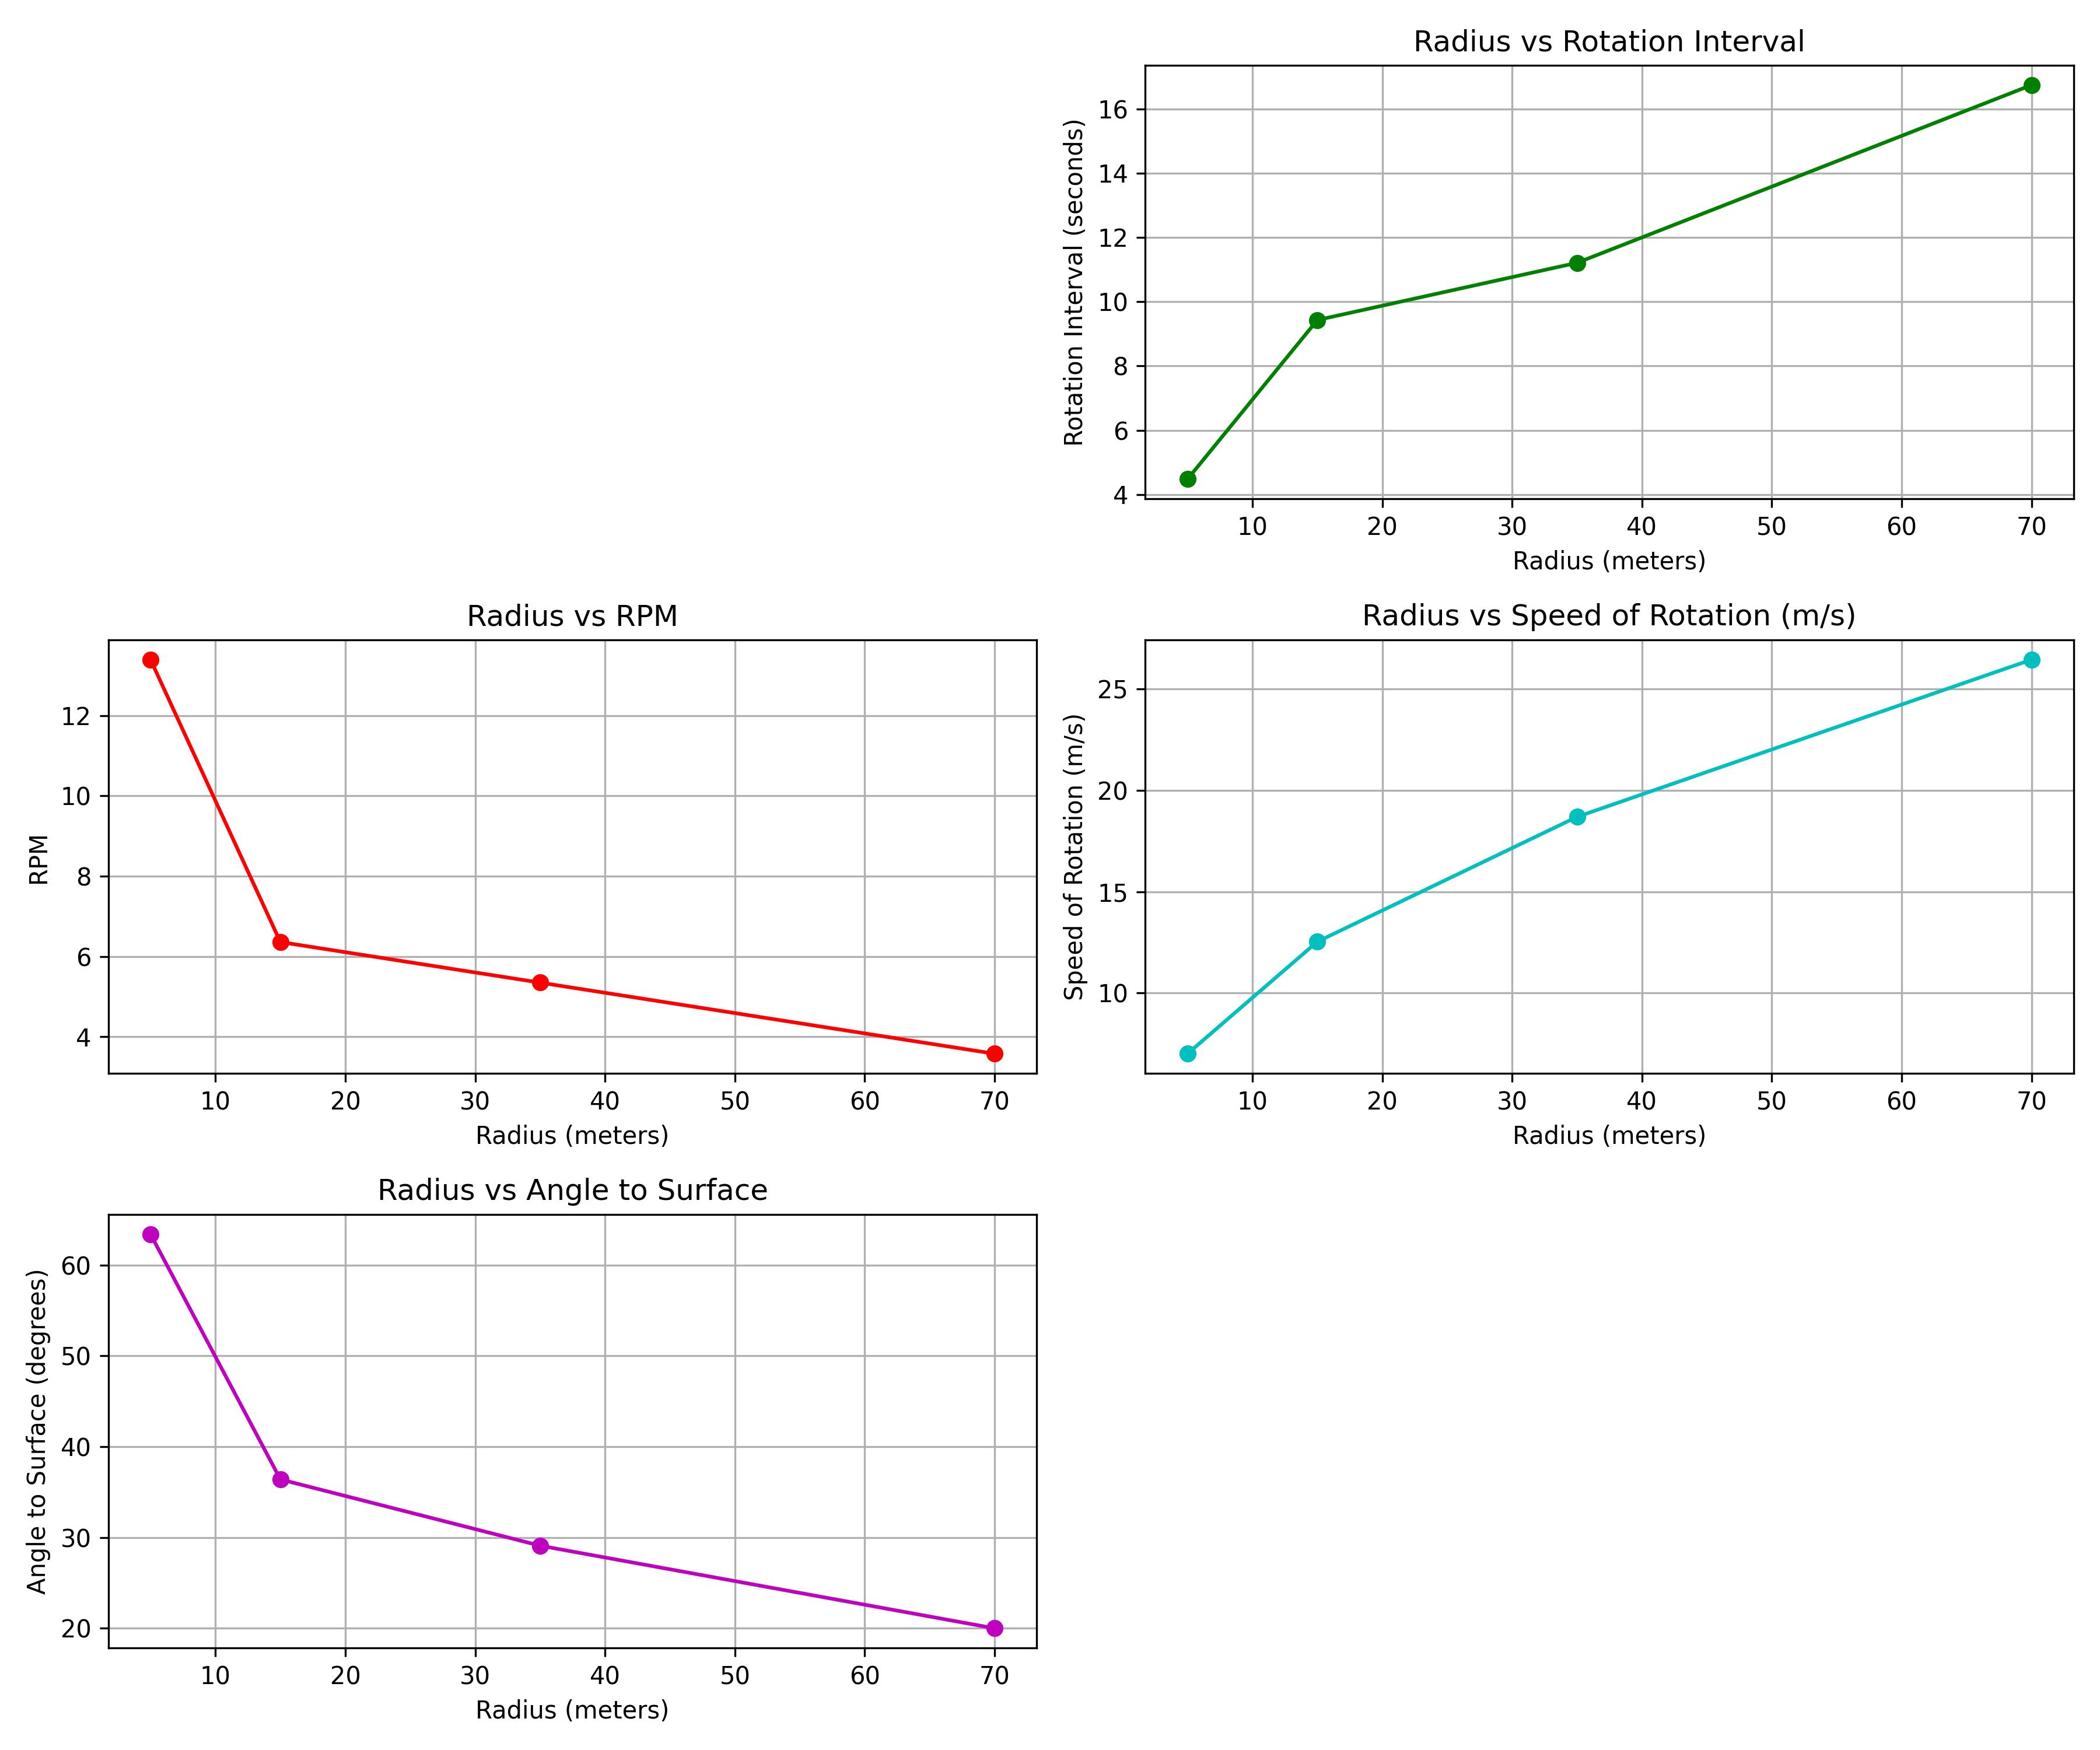 Radius vs Rotation Interval
Rotation Interval (seconds)
16
14
12
10
8
6
4
10 20 30 40 50 60 70
Radius (meters)
Radius vs RPM
RPM
12
10
8
6
4
10 20 30 40 50 60 70
Radius (meters)
Radius vs Speed of Rotation (m/s)
Speed of Rotation (m/s)
25
20
15
10
10 20 30 40 50 60 70
Radius (meters)
Radius vs Angle to Surface
Angle to Surface (degrees)
60
50
40
30
20
10 20 30 40 50 60 70
Radius (meters)